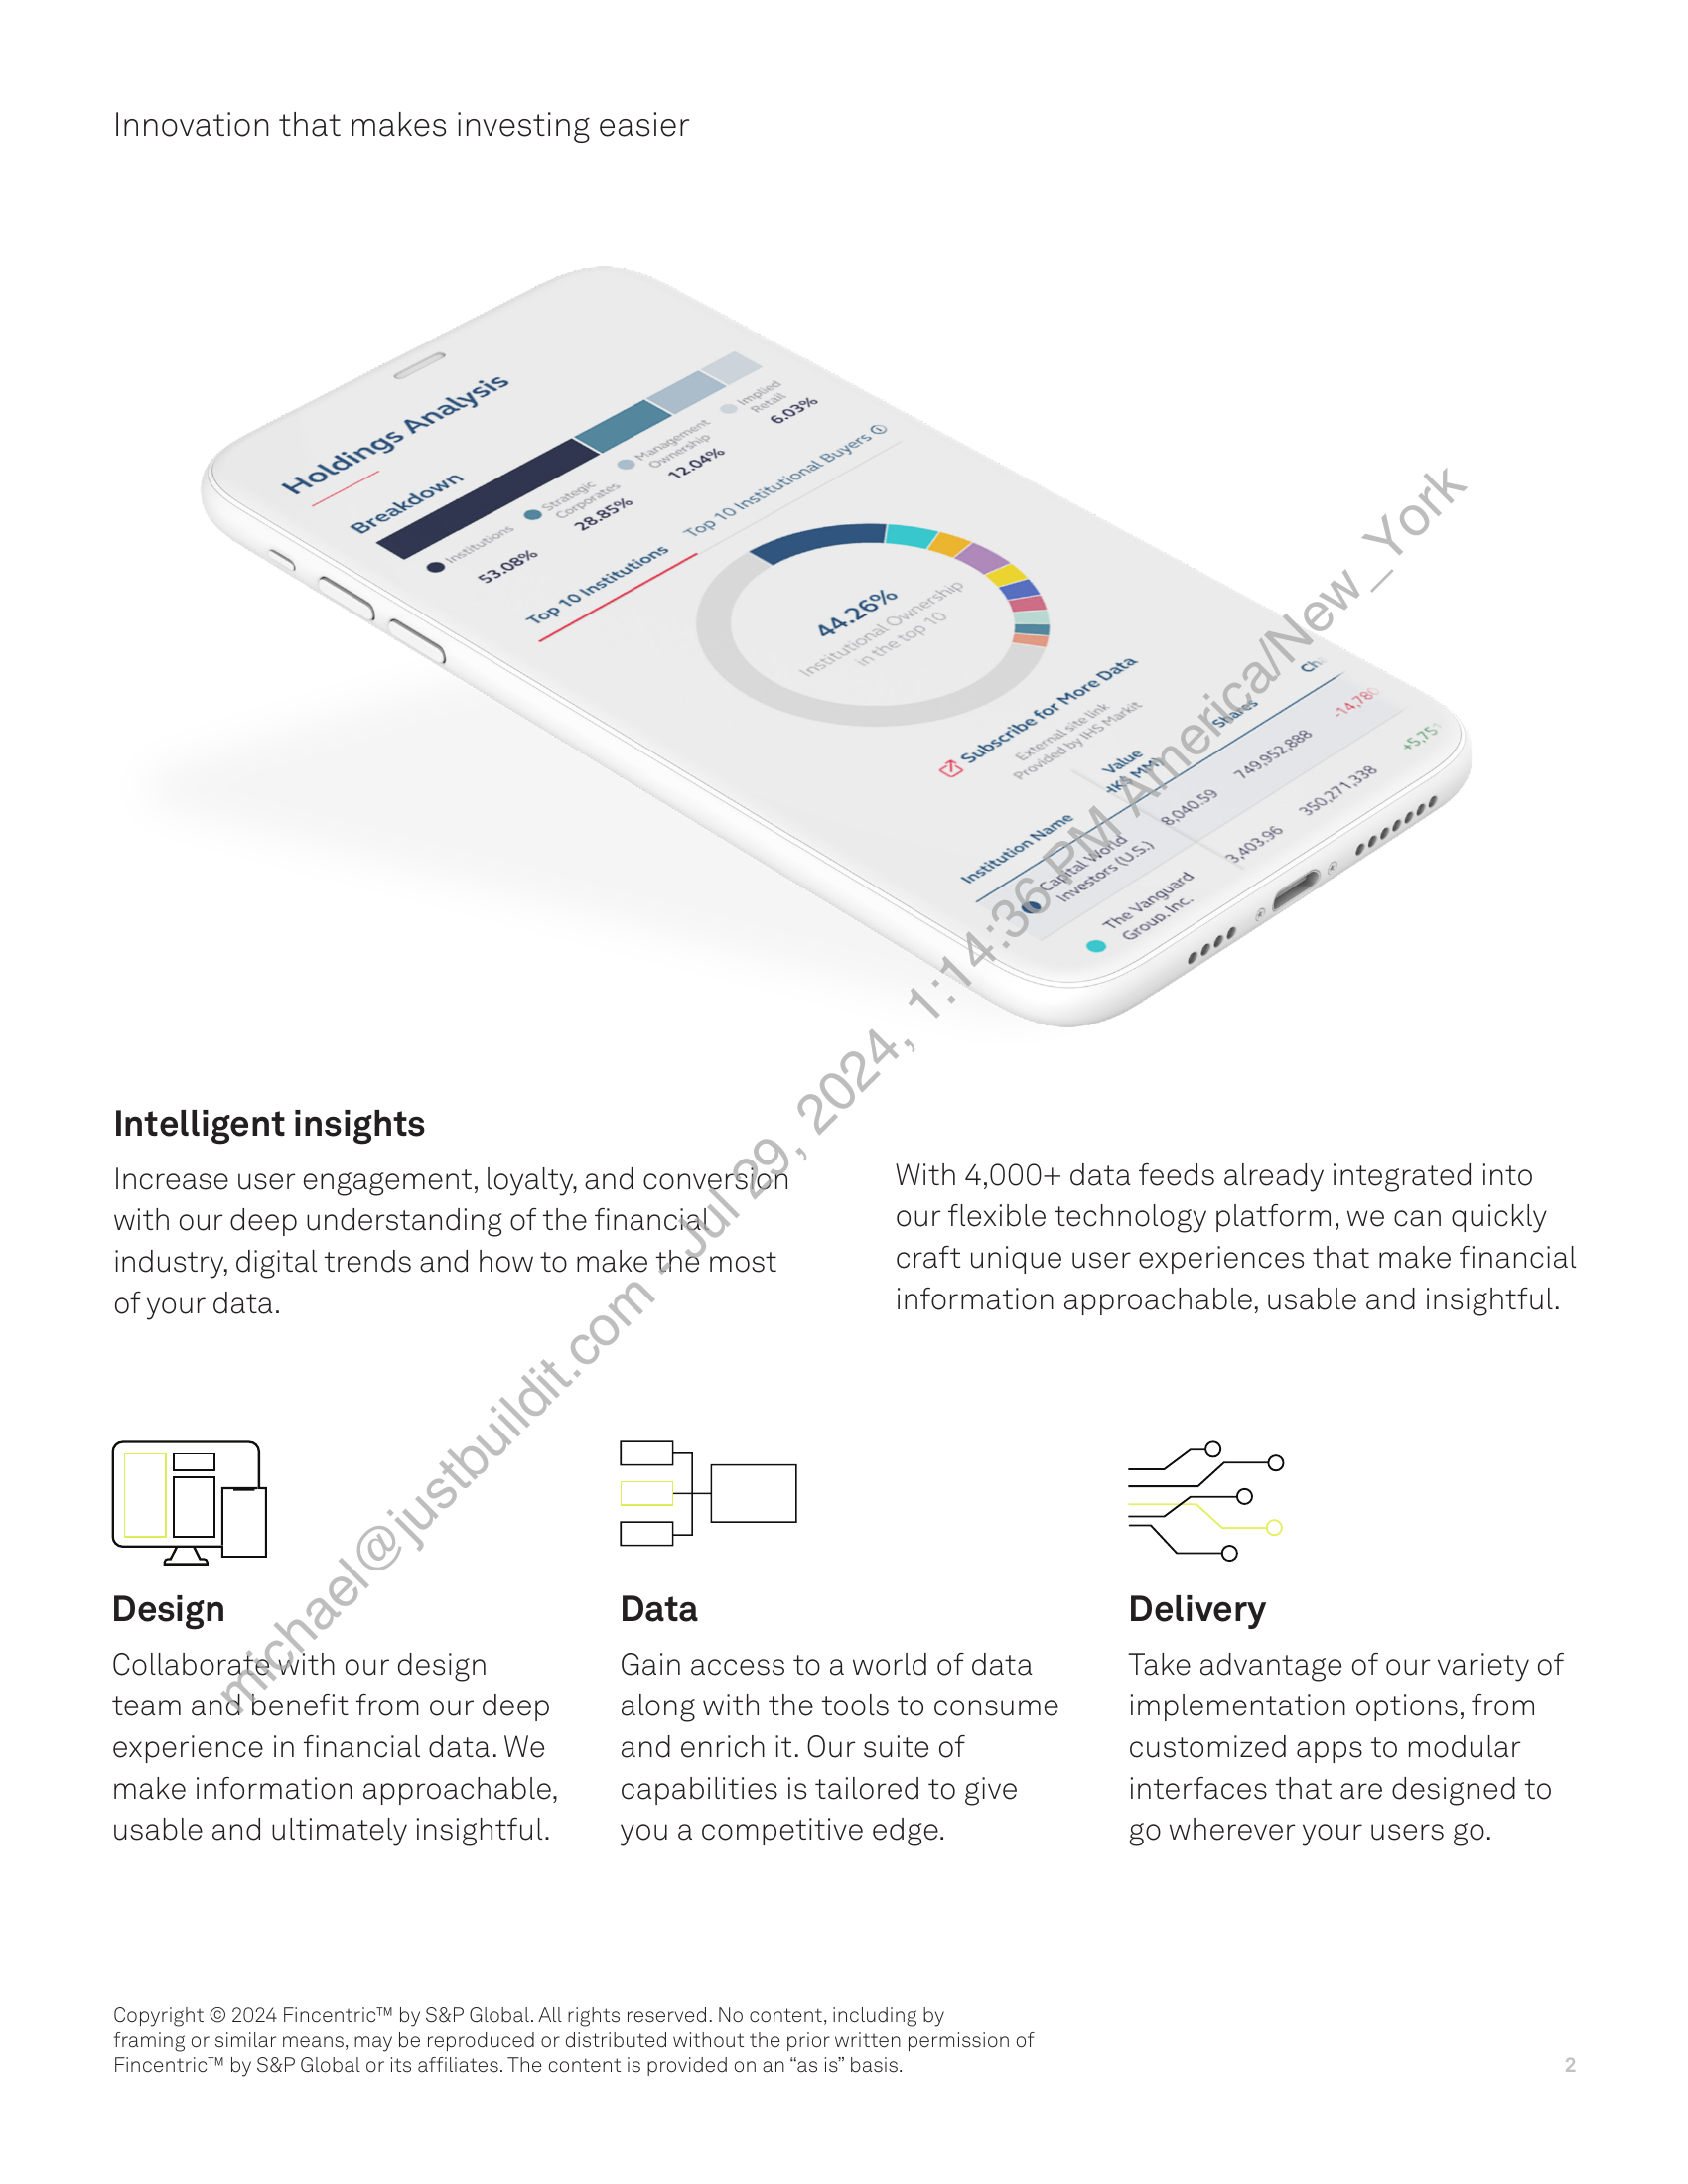 Innovation that makes investing easier
Holdings Analysis
Breakdown
Institutions
53.08%
Strategic
Corporates
28.85%
Management
Ownership
12.04%
Implied
Retail
6.03%
Top 10 Institutions
Top 10 Institutional Buyers
44.26%
Institutional Ownership
in the top 10
Subscribe for More Data
External site link
Provided by IHS Markit
Institution Name
Value
MM)
Shares
Capital World
Investors (U.S.)
8,040.59
749,952,888
The Vanguard
Group. Inc.
3,403.96
350,271,338
michael@justbuildit.com - Jul 29, 2024, 1:14:36 PM America/New_York
Intelligent insights
Increase user engagement, loyalty, and conversion
with our deep understanding of the financial
industry, digital trends and how to make the most
of your data.
With 4,000+ data feeds already integrated into
our flexible technology platform, we can quickly
craft unique user experiences that make financial
information approachable, usable and insightful.
Design
Collaborate with our design
team and benefit from our deep
experience in financial data. We
make information approachable,
usable and ultimately insightful.
Data
Gain access to a world of data
along with the tools to consume
and enrich it. Our suite of
capabilities is tailored to give
you a competitive edge.
Delivery
Take advantage of our variety of
implementation options, from
customized apps to modular
interfaces that are designed to
go wherever your users go.
Copyright © 2024 Fincentric™ by S&P Global. All rights reserved. No content, including by
framing or similar means, may be reproduced or distributed without the prior written permission of
Fincentric™ by S&P Global or its affiliates. The content is provided on an “as is” basis.
2